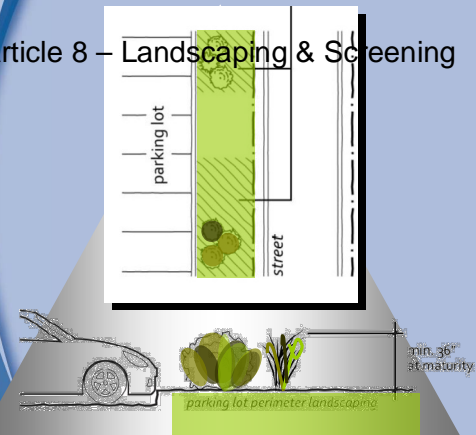 rticle 8 – Landscaping & Screening
parking lot
street
min. 36"
at maturity
parking lot perimeter landscaping